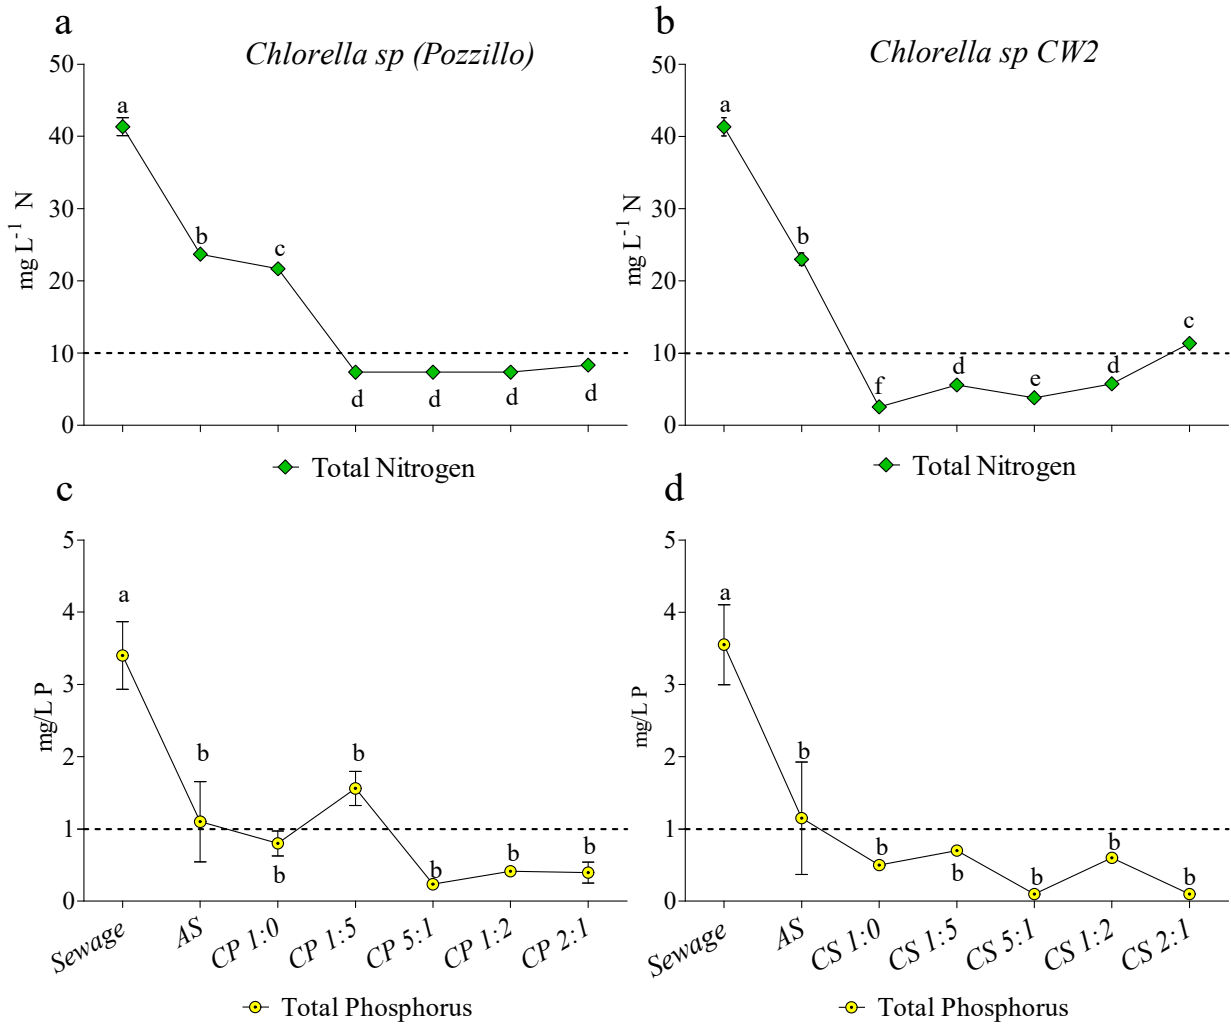 a
Chlorella sp (Pozzillo)
50
40
30
20
10
0
mg L-1 N
a
b
c
d
d
d
d
Total Nitrogen
b
Chlorella sp CW2
50
40
30
20
10
0
mg L-1 N
a
b
f
d
e
d
c
Total Nitrogen
c
5
4
3
2
1
0
mg/L P
a
b
b
b
b
b
b
Sewage
AS
CP 1:0
CP 1:5
CP 5:1
CP 1:2
CP 2:1
Total Phosphorus
d
5
4
3
2
1
0
mg/L P
a
b
b
b
b
b
b
Sewage
AS
CS 1:0
CS 1:5
CS 5:1
CS 1:2
CS 2:1
Total Phosphorus